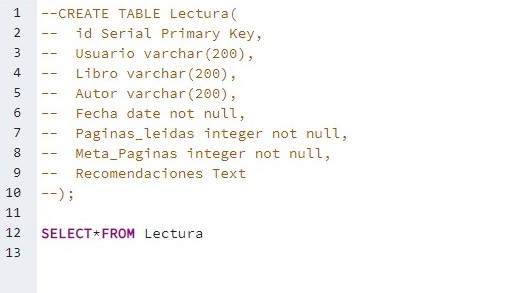 1 --CREATE TABLE Lectura(
2 --  id Serial Primary Key,
3 --  Usuario varchar(200),
4 --  Libro varchar(200),
5 --  Autor varchar(200),
6 --  Fecha date not null,
7 --  Paginas_leidas integer not null,
8 --  Meta_Paginas integer not null,
9 --  Recomendaciones Text
10 --);
11
12 SELECT*FROM Lectura
13